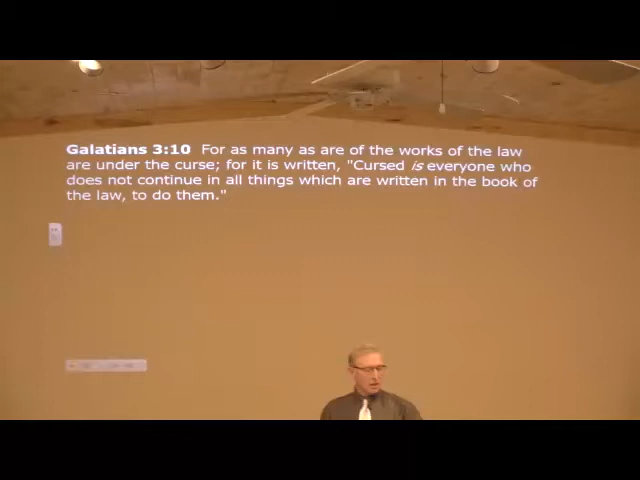 Galatians 3:10 For as many as are of the works of the law
are under the curse; for it is written, "Cursed is everyone who
does not continue in all things which are written in the book of
the law, to do them."